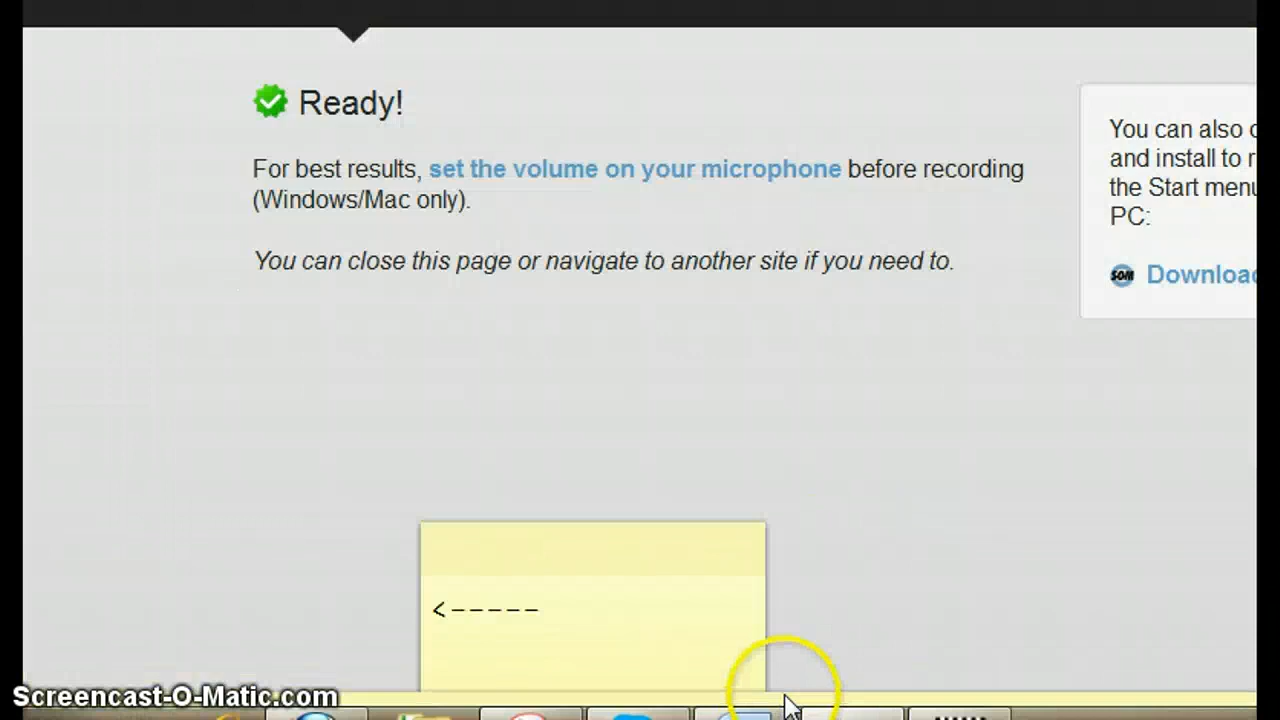 Ready!
For best results, set the volume on your microphone before recording
(Windows/Mac only).
You can close this page or navigate to another site if you need to.
You can also
and install to
the Start
PC:
SOM
<-----
Screencast-O-Matic.com